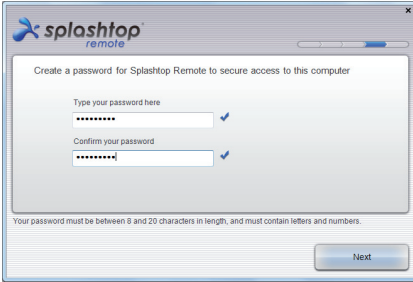 splashtop
remote
Create a password for Splashtop Remote to secure access to this computer
Type your password here
•••••••••
Confirm your password
•••••••••
Your password must be between 8 and 20 characters in length, and must contain letters and numbers.
Next